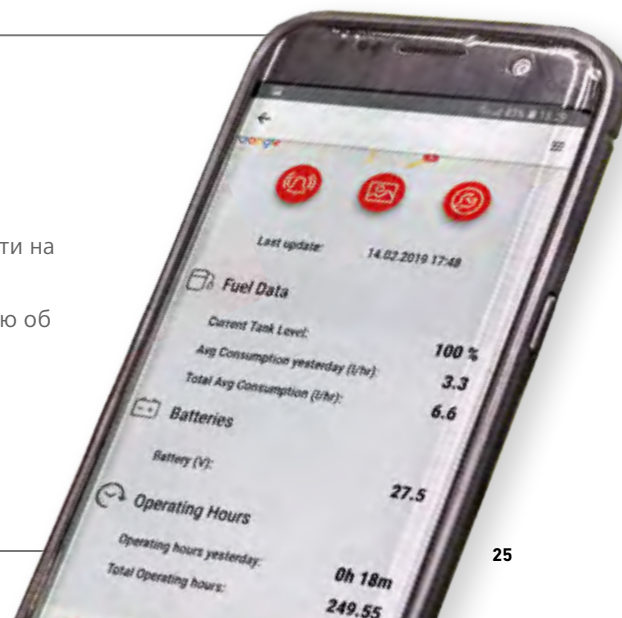 ти на
ю об
Last update: 14.02.2019 17:48
Fuel Data
Current Tank Level: 100 %
Avg Consumption yesterday (l/hr): 3.3
Total Avg Consumption (l/hr): 6.6
Batteries
Battery (V): 27.5
Operating Hours
Operating hours yesterday: 0h 18m
Total Operating hours: 249.55
25